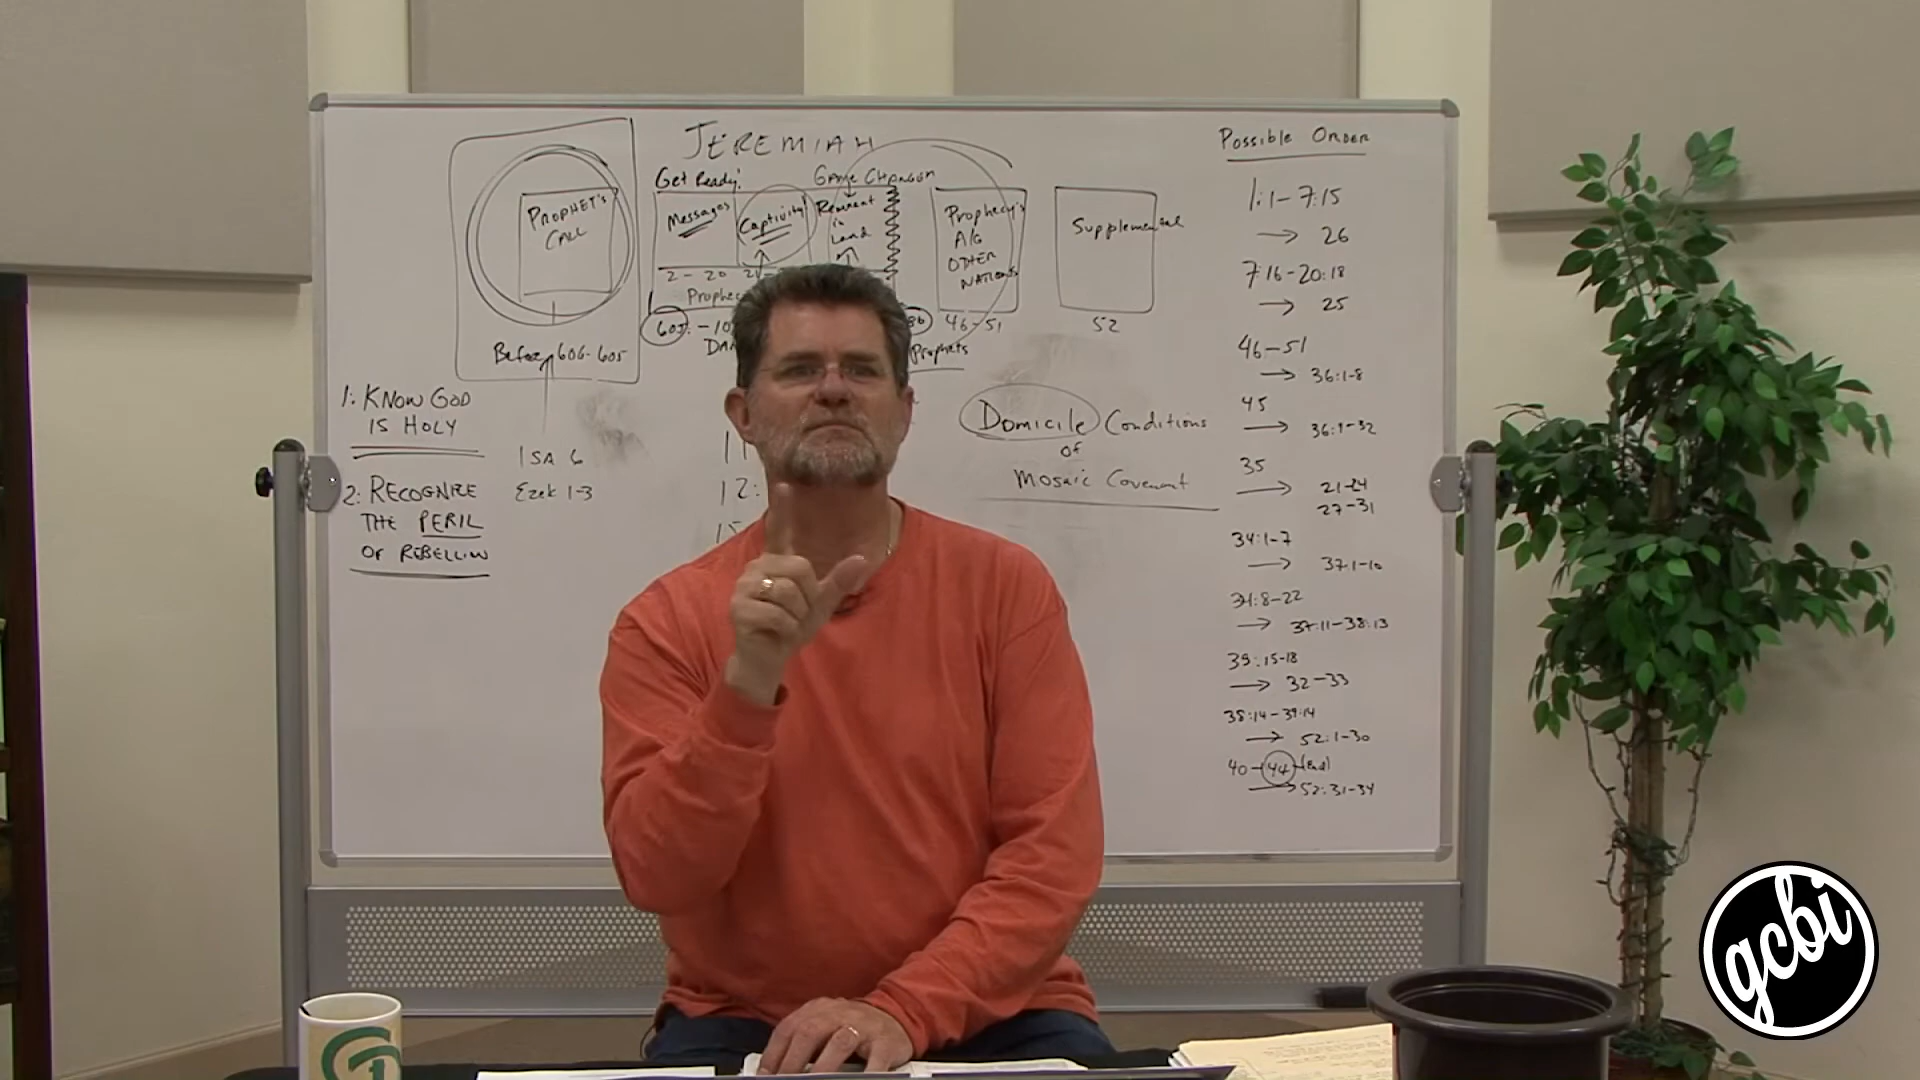 JEREMIAH
Get Ready!
Game Changer
PROPHET'S
CALL
Messages
Captivity!
Remnant
in
Land
Prophecy's
A/G
OTHER
NATIONS
Supplemental
2-20
46-51
52
605
Before 606-605
Prophets
1: KNOW GOD
IS HOLY
2: RECOGNIZE
THE PERIL
OF REBELLION
ISA 6
Ezek 1-3
12:
Domicile Conditions
of
Mosaic Covenant
Possible Order
1:1-7:15
→ 26
7:16-20:18
→ 25
46-51
→ 36:1-8
45
→ 36:9-32
35
→ 21-24
27-31
34:1-7
→ 37:1-10
34:8-22
→ 37:11-38:13
39:15-18
→ 32-33
38:14-39:14
→ 52:1-30
40-44 (End)
→ 52:31-34
gcbi